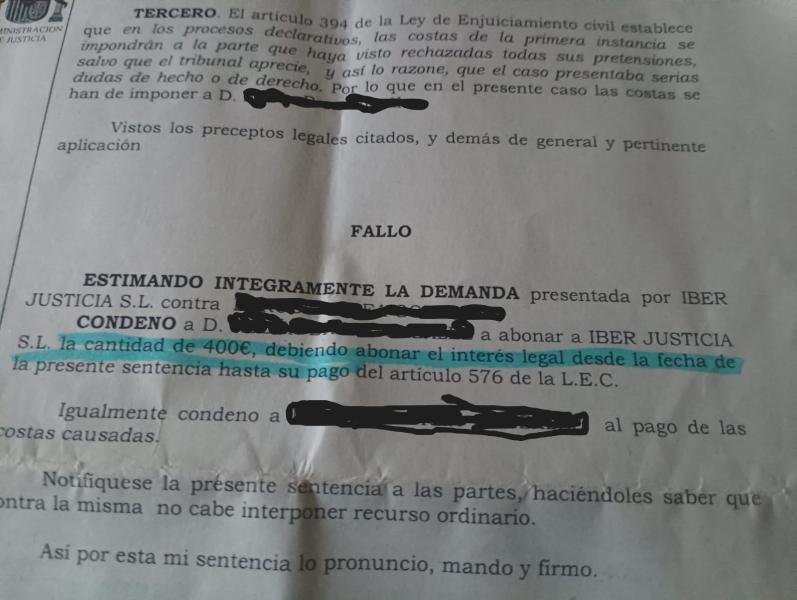 MINISTRACION
E JUSTICIA
TERCERO. El artículo 394 de la Ley de Enjuiciamiento civil establece
que en los procesos declarativos, las costas de la primera instancia se
impondrán a la parte que haya visto rechazadas todas sus pretensiones,
salvo que el tribunal aprecie, y así lo razone, que el caso presentaba serias
dudas de hecho o de derecho. Por lo que en el presente caso las costas se
han de imponer a D.
Vistos los preceptos legales citados, y demás de general y pertinente
aplicación
FALLO
ESTIMANDO INTEGRAMENTE LA DEMANDA presentada por IBER
JUSTICIA S.L. contra
CONDENO a D. a abonar a IBER JUSTICIA
S.L. la cantidad de 400€, debiendo abonar el interés legal desde la fecha de
la presente sentencia hasta su pago del artículo 576 de la L.E.C.
Igualmente condeno a al pago de las
costas causadas.
Notifíquese la presente sentencia a las partes, haciéndoles saber que
ontra la misma no cabe interponer recurso ordinario.
Así por esta mi sentencia lo pronuncio, mando y firmo.